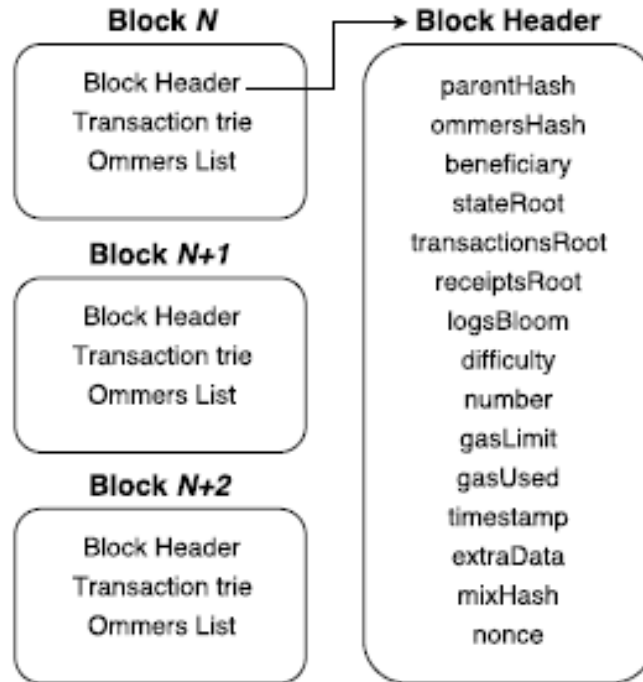 Block N
Block Header
Transaction trie
Ommers List
Block N+1
Block Header
Transaction trie
Ommers List
Block N+2
Block Header
Transaction trie
Ommers List
Block Header
parentHash
ommersHash
beneficiary
stateRoot
transactionsRoot
receiptsRoot
logsBloom
difficulty
number
gasLimit
gasUsed
timestamp
extraData
mixHash
nonce